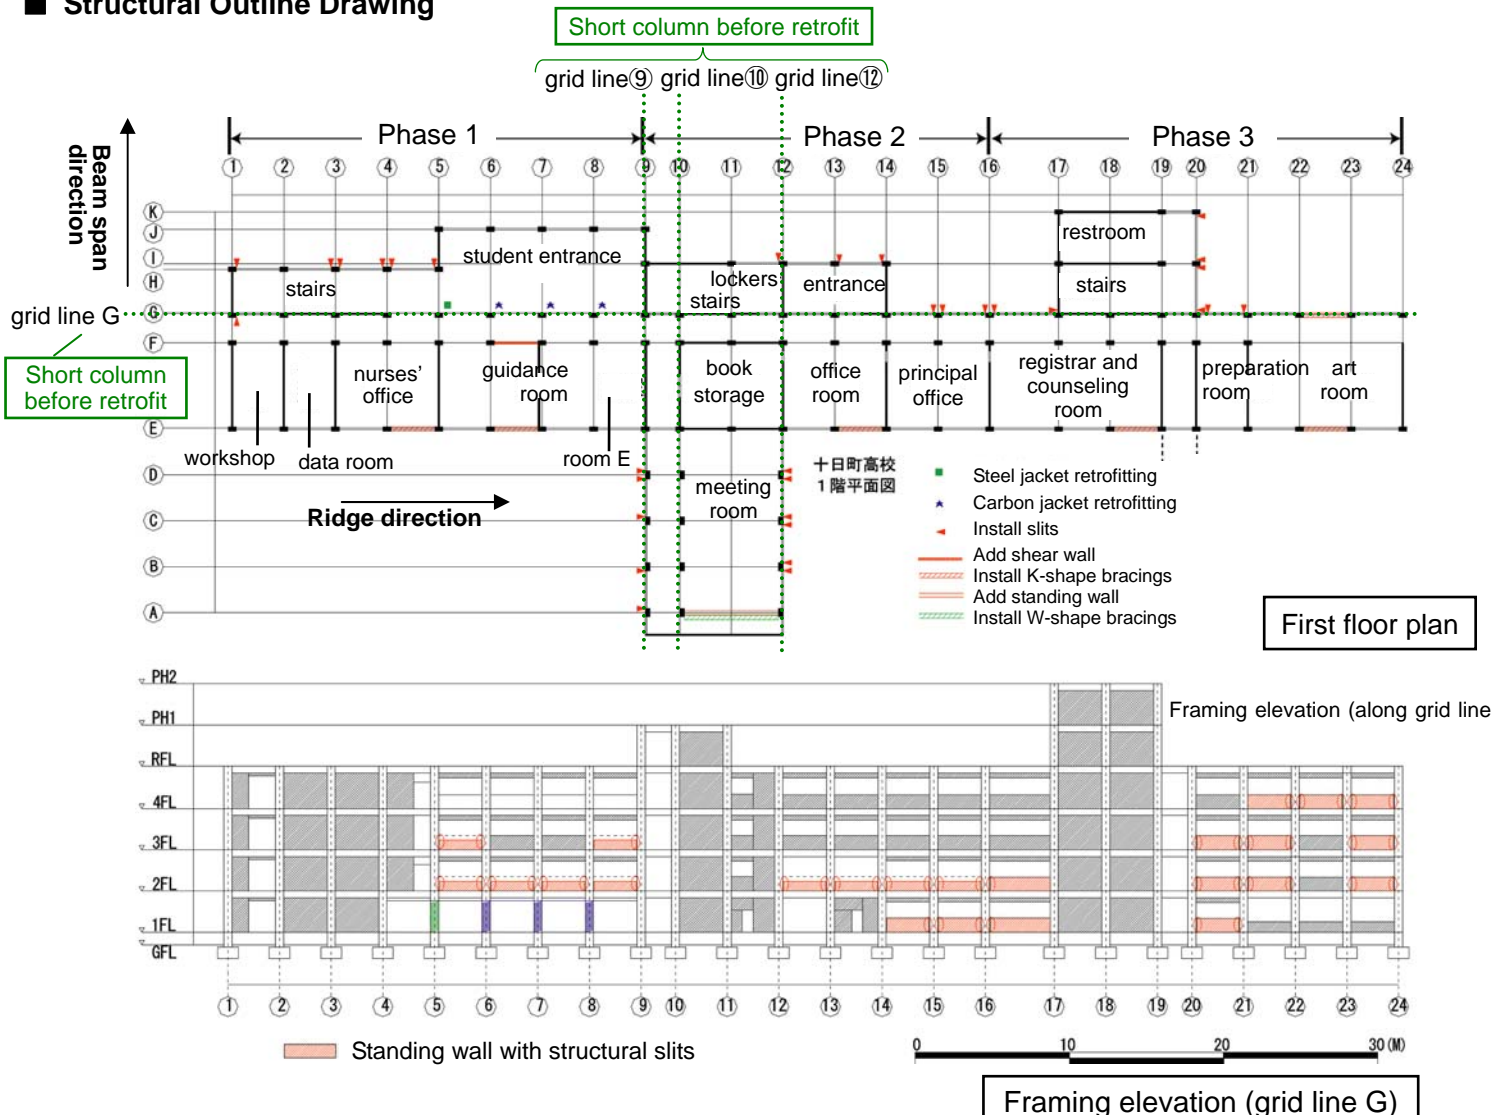 ■ Structural Outline Drawing
Short column before retrofit
grid line⑨ grid line⑩ grid line⑫
Beam span
direction
Phase 1
Phase 2
Phase 3
1 2 3 4 5 6 7 8 9 10 11 12 13 14 15 16 17 18 19 20 21 22 23 24
K
J
I
H
G
F
E
D
C
B
A
grid line G
Short column
before retrofit
student entrance
stairs
lockers
stairs
entrance
restroom
stairs
nurses'
office
guidance
room
book
storage
office
room
principal
office
registrar and
counseling
room
preparation
room
art
room
workshop
data room
room E
meeting
room
Ridge direction
十日町高校
1階平面図
Steel jacket retrofitting
Carbon jacket retrofitting
Install slits
Add shear wall
Install K-shape bracings
Add standing wall
Install W-shape bracings
First floor plan
PH2
PH1
RFL
4FL
3FL
2FL
1FL
GFL
Framing elevation (along grid line
1 2 3 4 5 6 7 8 9 10 11 12 13 14 15 16 17 18 19 20 21 22 23 24
Standing wall with structural slits
0 10 20 30 (M)
Framing elevation (grid line G)